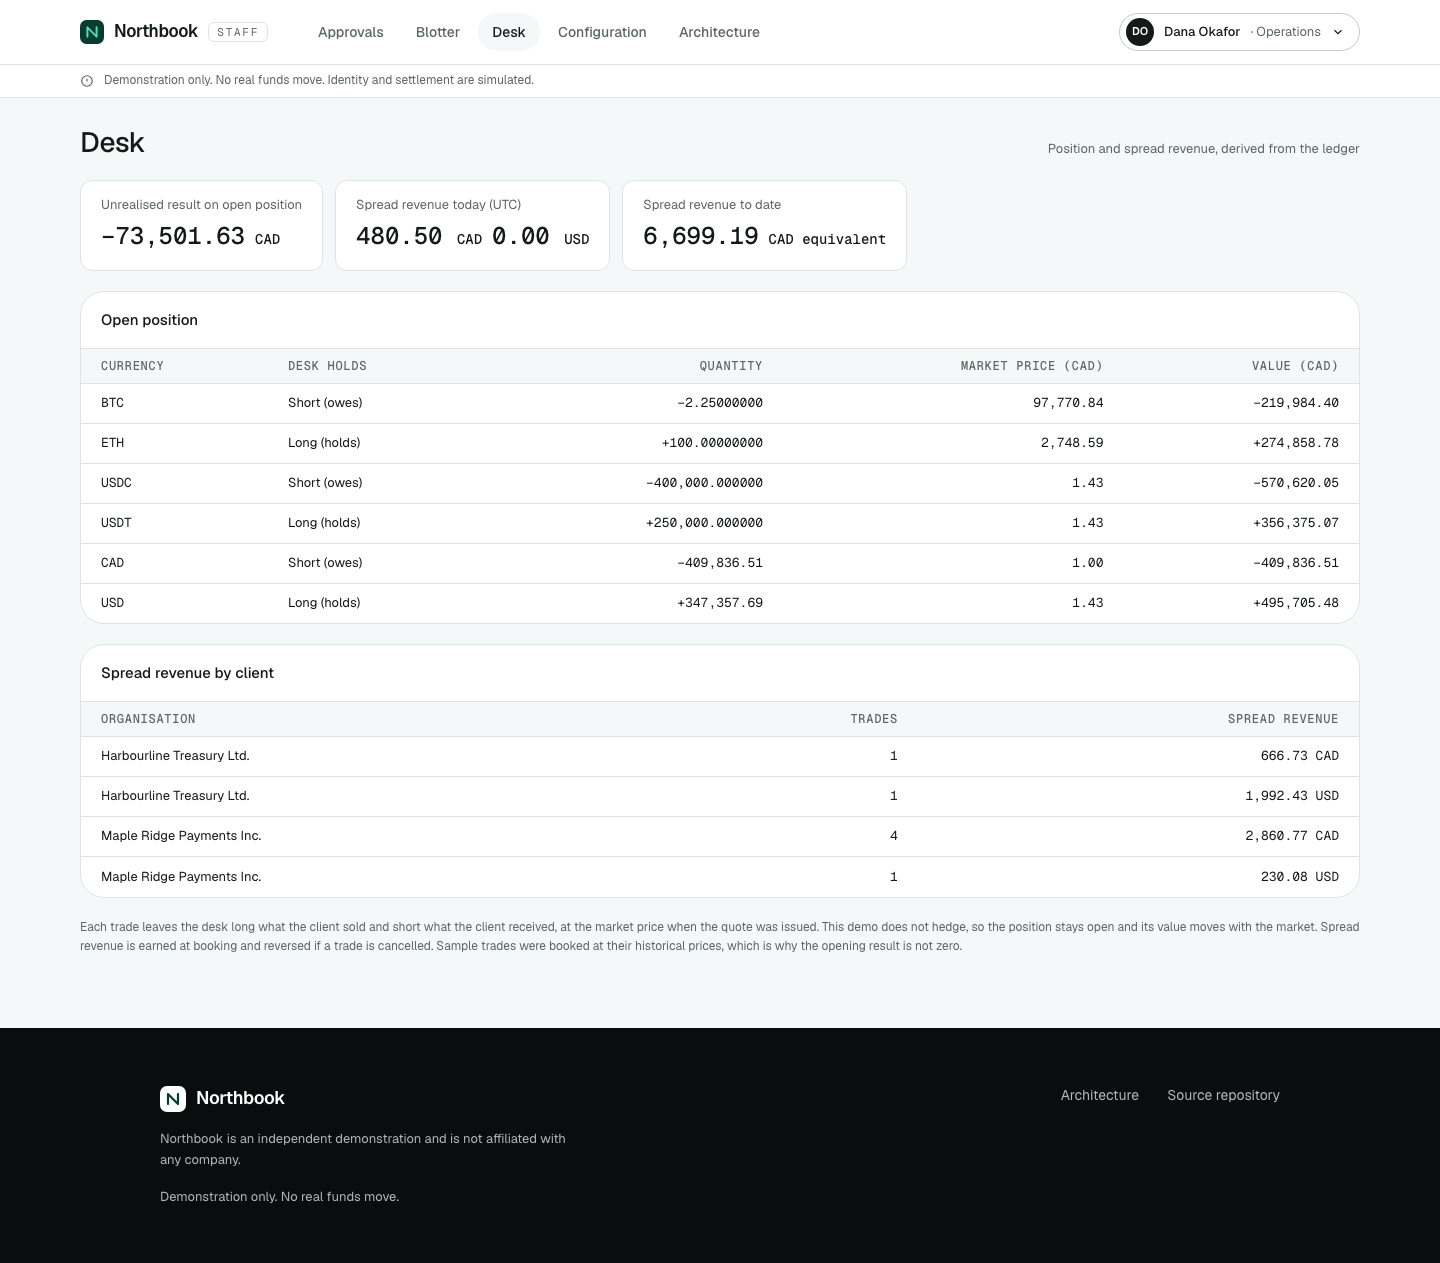 Northbook STAFF Approvals Blotter Desk Configuration Architecture DO Dana Okafor · Operations
Demonstration only. No real funds move. Identity and settlement are simulated.
Desk
Position and spread revenue, derived from the ledger
Unrealised result on open position
−73,501.63 CAD
Spread revenue today (UTC)
480.50 CAD 0.00 USD
Spread revenue to date
6,699.19 CAD equivalent
Open position
CURRENCY DESK HOLDS QUANTITY MARKET PRICE (CAD) VALUE (CAD)
BTC Short (owes) −2.25000000 97,770.84 −219,984.40
ETH Long (holds) +100.00000000 2,748.59 +274,858.78
USDC Short (owes) −400,000.000000 1.43 −570,620.05
USDT Long (holds) +250,000.000000 1.43 +356,375.07
CAD Short (owes) −409,836.51 1.00 −409,836.51
USD Long (holds) +347,357.69 1.43 +495,705.48
Spread revenue by client
ORGANISATION TRADES SPREAD REVENUE
Harbourline Treasury Ltd. 1 666.73 CAD
Harbourline Treasury Ltd. 1 1,992.43 USD
Maple Ridge Payments Inc. 4 2,860.77 CAD
Maple Ridge Payments Inc. 1 230.08 USD
Each trade leaves the desk long what the client sold and short what the client received, at the market price when the quote was issued. This demo does not hedge, so the position stays open and its value moves with the market. Spread
revenue is earned at booking and reversed if a trade is cancelled. Sample trades were booked at their historical prices, which is why the opening result is not zero.
Northbook
Architecture Source repository
Northbook is an independent demonstration and is not affiliated with
any company.
Demonstration only. No real funds move.